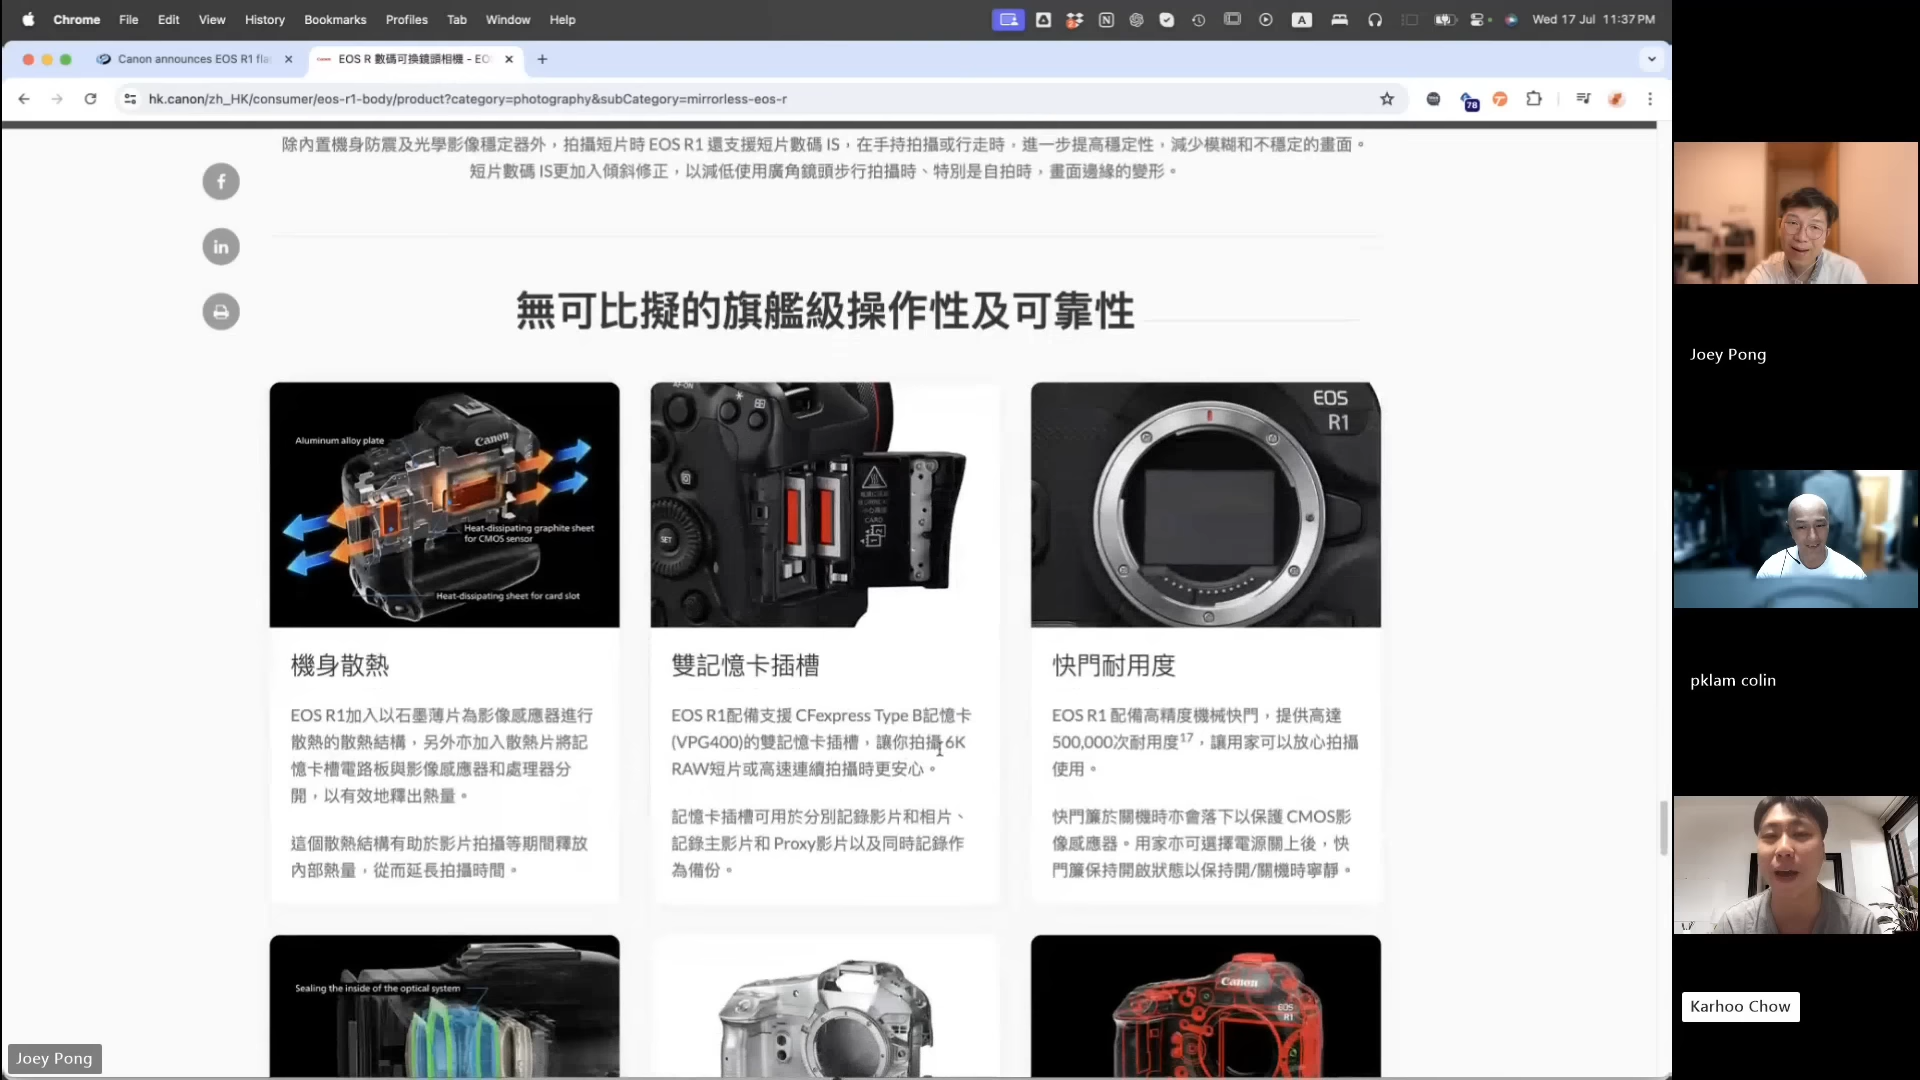 Chrome File Edit View History Bookmarks Profiles Tab Window Help
Wed 17 Jul 11:37 PM
Canon announces EOS R1 fla
EOS R 數碼可換鏡頭相機 - EO
hk.canon/zh_HK/consumer/eos-r1-body/product?category=photography&subCategory=mirrorless-eos-r
78
除內置機身防震及光學影像穩定器外，拍攝短片時 EOS R1 還支援短片數碼 IS，在手持拍攝或行走時，進一步提高穩定性，減少模糊和不穩定的畫面。
短片數碼 IS更加入傾斜修正，以減低使用廣角鏡頭步行拍攝時、特別是自拍時，畫面邊緣的變形。
無可比擬的旗艦級操作性及可靠性
Aluminum alloy plate
Canon
Heat-dissipating graphite sheet
for CMOS sensor
Heat-dissipating sheet for card slot
機身散熱
EOS R1加入以石墨薄片為影像感應器進行
散熱的散熱結構，另外亦加入散熱片將記
憶卡槽電路板與影像感應器和處理器分
開，以有效地釋出熱量。
這個散熱結構有助於影片拍攝等期間釋放
內部熱量，從而延長拍攝時間。
AF-ON
SET
CARD
雙記憶卡插槽
EOS R1配備支援 CFexpress Type B記憶卡
(VPG400)的雙記憶卡插槽，讓你拍攝 6K
RAW短片或高速連續拍攝時更安心。
記憶卡插槽可用於分別記錄影片和相片、
記錄主影片和 Proxy影片以及同時記錄作
為備份。
EOS
R1
快門耐用度
EOS R1 配備高精度機械快門，提供高達
500,000次耐用度17，讓用家可以放心拍攝
使用。
快門簾於關機時亦會落下以保護 CMOS影
像感應器。用家亦可選擇電源關上後，快
門簾保持開啟狀態以保持開/關機時寧靜。
Sealing the inside of the optical system
Canon
EOS
R1
Joey Pong
Joey Pong
pklam colin
Karhoo Chow